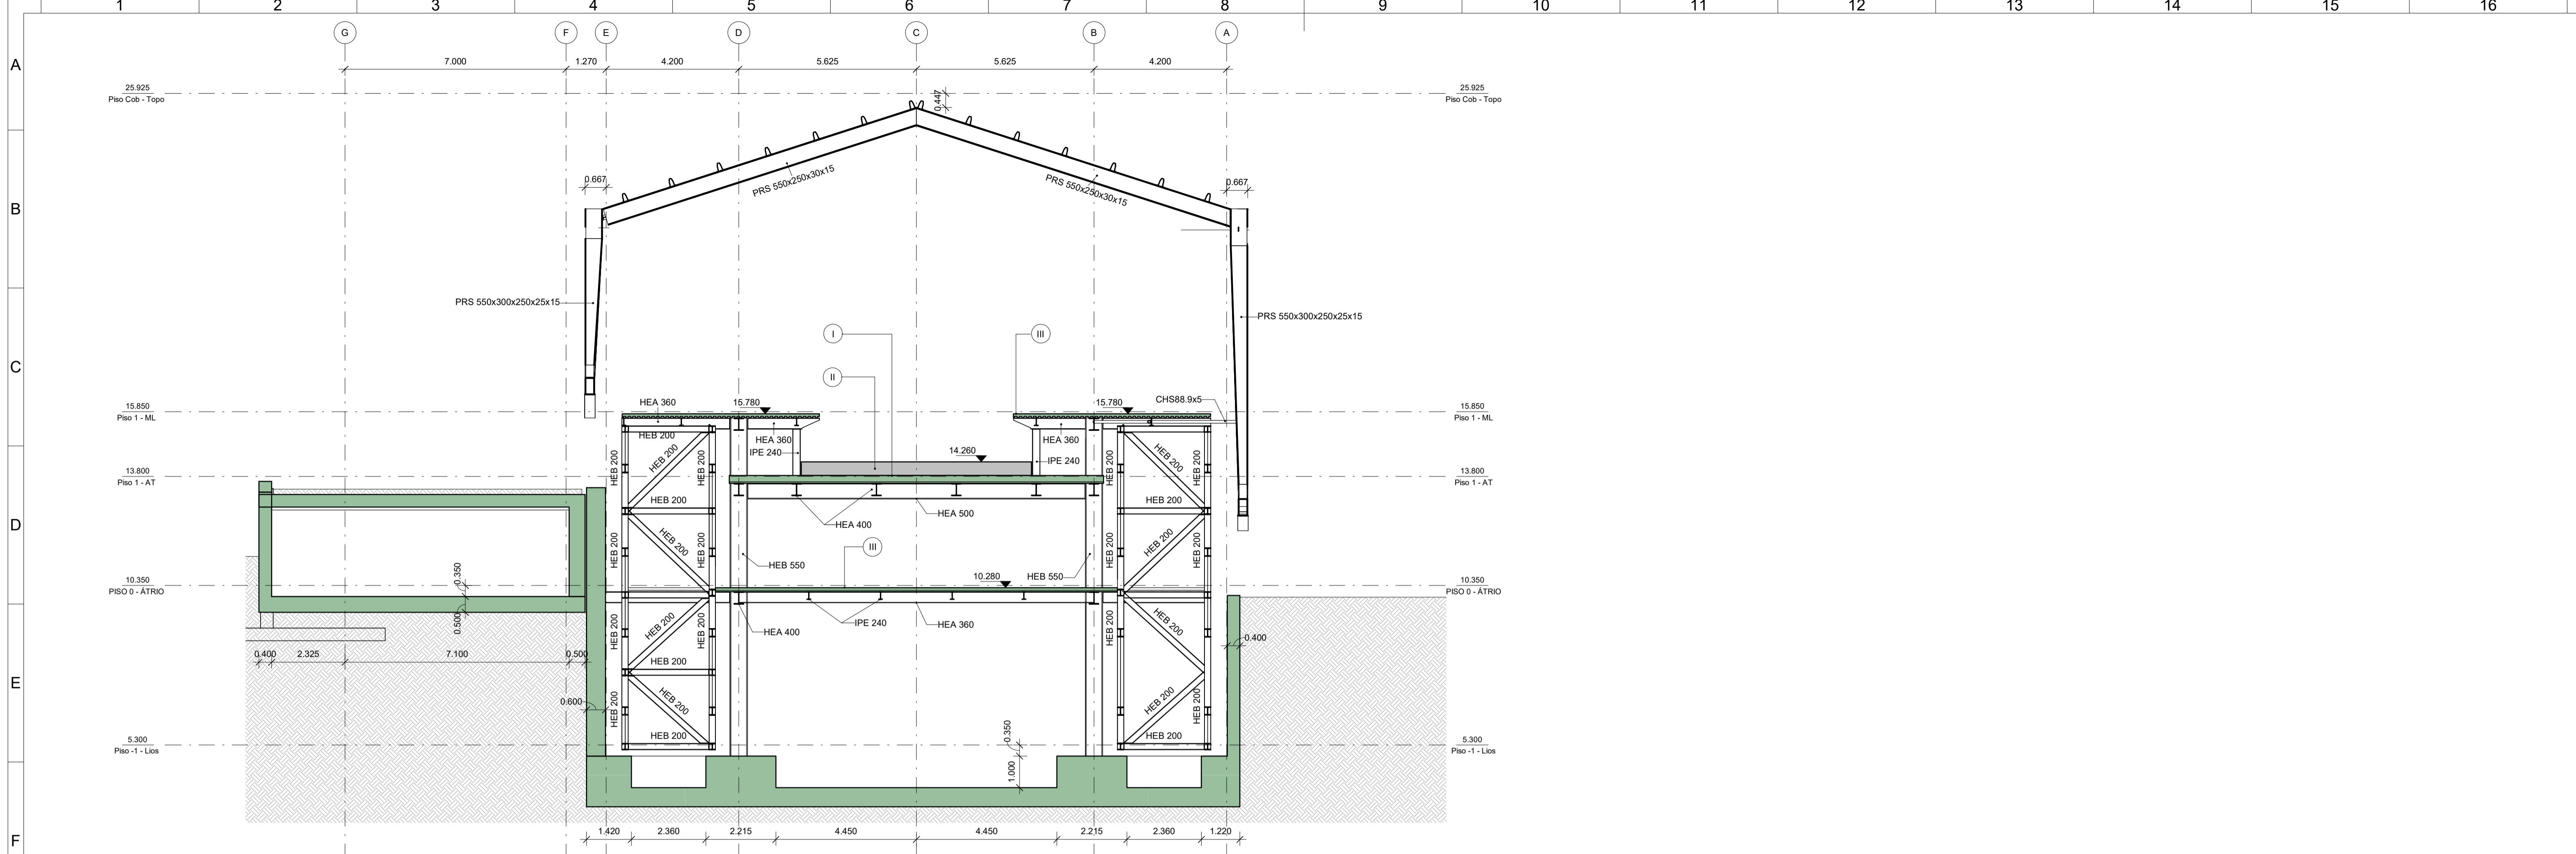 1 2 3 4 5 6 7 8 9 10 11 12 13 14 15 16
G F E D C B A
A
7.000 1.270 4.200 5.625 5.625 4.200
25.925
Piso Cob - Topo
25.925
Piso Cob - Topo
0.447
PRS 550x250x30x15
PRS 550x250x30x15
0.667
0.667
B
PRS 550x300x250x25x15
PRS 550x300x250x25x15
I
III
C
II
15.850
Piso 1 - ML
HEA 360
15.780
15.780
CHS88.9x5
15.850
Piso 1 - ML
HEB 200
HEA 360
HEA 360
IPE 240
IPE 240
14.260
HEB 200
HEB 200
HEB 200
HEB 200
HEB 200
HEB 200
13.800
Piso 1 - AT
13.800
Piso 1 - AT
HEB 200
HEB 200
HEA 400
HEA 500
D
HEB 200
HEB 200
HEB 200
HEB 200
HEB 200
HEB 200
III
HEB 550
HEB 550
10.280
10.350
PISO 0 - ÁTRIO
0.350
10.350
PISO 0 - ÁTRIO
0.500
HEA 400
IPE 240
HEA 360
HEB 200
HEB 200
HEB 200
HEB 200
HEB 200
0.400
0.400 2.325 7.100 0.500
HEB 200
E
0.600
HEB 200
HEB 200
HEB 200
HEB 200
HEB 200
HEB 200
5.300
Piso -1 - Lios
0.350
5.300
Piso -1 - Lios
1.000
1.420 2.360 2.215 4.450 4.450 2.215 2.360 1.220
F